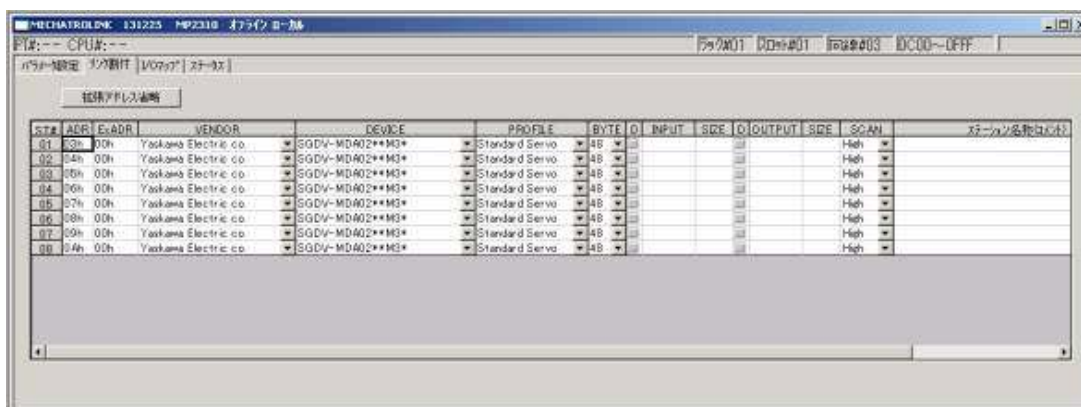 MECHATROLINK 131225 MP2310 オフライン ローカル
PT#:-- CPU#:--
ラック#01 スロット#01 回線#03 0C00～0FFF
パラメータ設定 リンク割付 I/Oマップ ステータス
拡張アドレス省略
ST# ADR ExADR VENDOR DEVICE PROFILE BYTE D INPUT SIZE D OUTPUT SIZE SCAN ステーション名称(コメント)
01 03h 00h Yaskawa Electric co. SGDV-MDA02**M3* Standard Servo 48 High
02 04h 00h Yaskawa Electric co. SGDV-MDA02**M3* Standard Servo 48 High
03 05h 00h Yaskawa Electric co. SGDV-MDA02**M3* Standard Servo 48 High
04 06h 00h Yaskawa Electric co. SGDV-MDA02**M3* Standard Servo 48 High
05 07h 00h Yaskawa Electric co. SGDV-MDA02**M3* Standard Servo 48 High
06 08h 00h Yaskawa Electric co. SGDV-MDA02**M3* Standard Servo 48 High
07 09h 00h Yaskawa Electric co. SGDV-MDA02**M3* Standard Servo 48 High
08 0Ah 00h Yaskawa Electric co. SGDV-MDA02**M3* Standard Servo 48 High